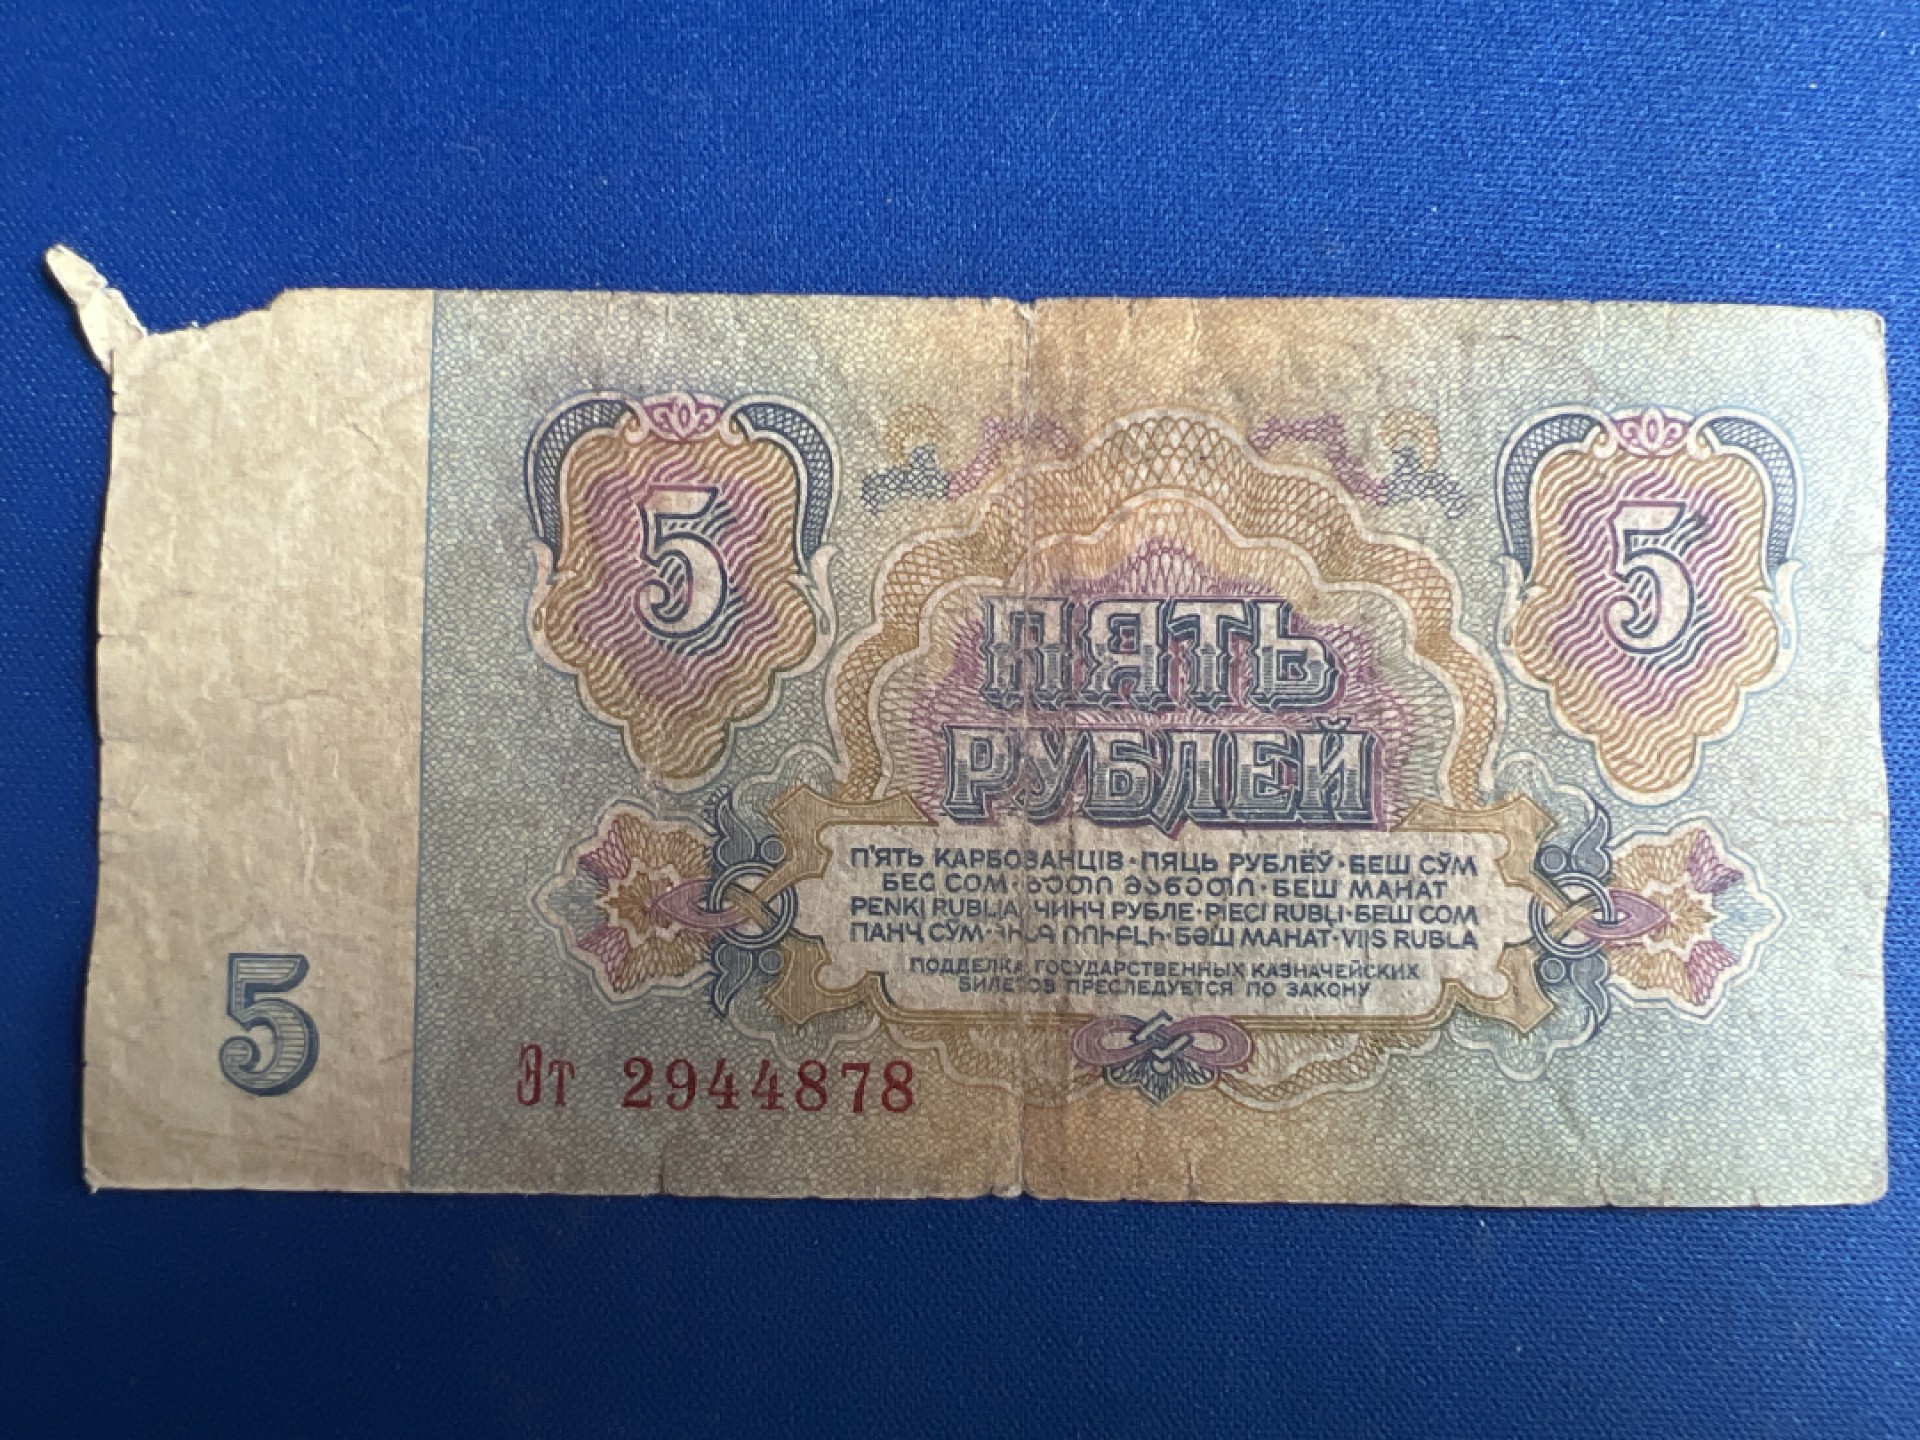 5 5
ПЯТЬ
РУБЛЕЙ
П'ЯТЬ КАРБОВАНЦІВ · ПЯЦЬ РУБЛЁЎ · БЕШ СЎМ
БЕС СОМ · ხუთი მანეთი · БЕШ МАНАТ
PENKI RUBLIAI ЧИНЧ РУБЛЕ · PIECI RUBĻI · БЕШ СОМ
ПАНҶ СӮМ · ՀԻՆԳ ՌՈՒԲԼԻ · БӘШ МАНАТ · VIIS RUBLA
ПОДДЕЛКА ГОСУДАРСТВЕННЫХ КАЗНАЧЕЙСКИХ
БИЛЕТОВ ПРЕСЛЕДУЕТСЯ ПО ЗАКОНУ
5
Эт 2944878